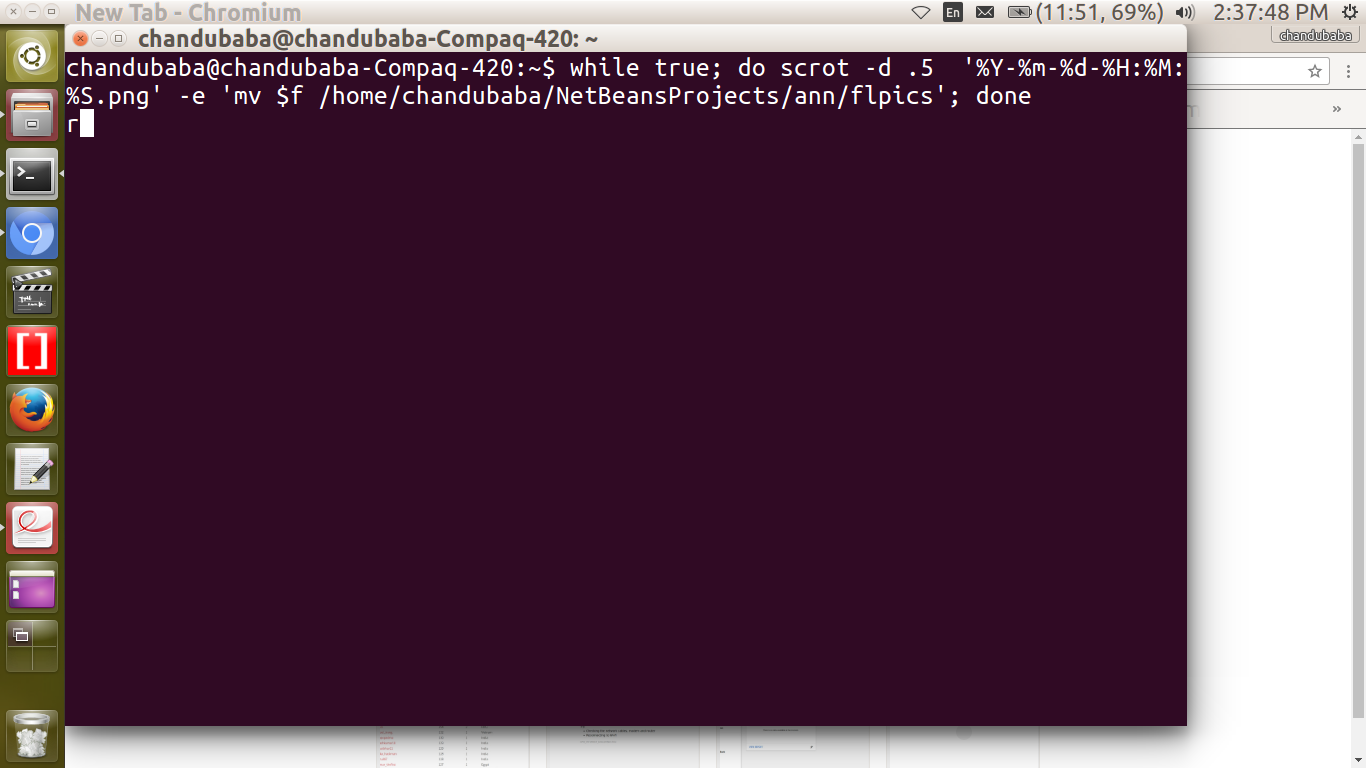 New Tab - Chromium
En
(11:51, 69%)
2:37:48 PM
chandubaba@chandubaba-Compaq-420: ~
chandubaba
chandubaba@chandubaba-Compaq-420:~$ while true; do scrot -d .5  '%Y-%m-%d-%H:%M:
%S.png' -e 'mv $f /home/chandubaba/NetBeansProjects/ann/flpics'; done
r